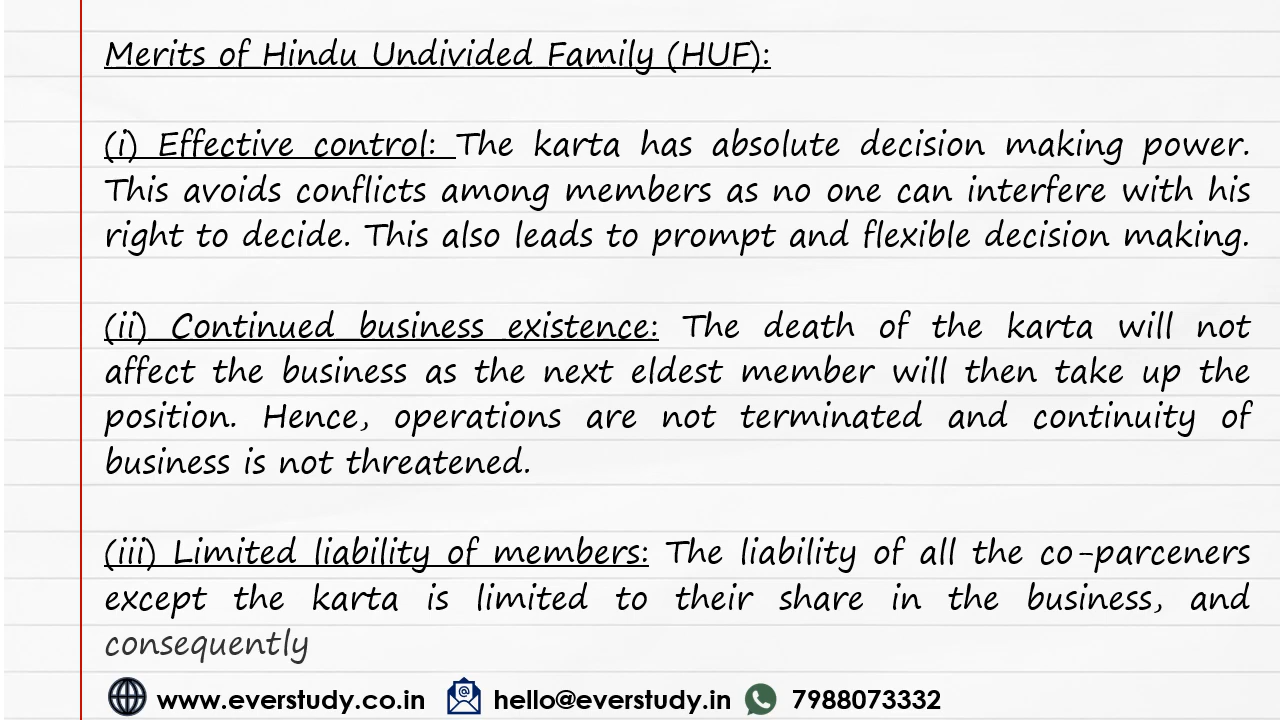 Merits of Hindu Undivided Family (HUF):
(i) Effective control: The karta has absolute decision making power.
This avoids conflicts among members as no one can interfere with his
right to decide. This also leads to prompt and flexible decision making.
(ii) Continued business existence: The death of the karta will not
affect the business as the next eldest member will then take up the
position. Hence, operations are not terminated and continuity of
business is not threatened.
(iii) Limited liability of members: The liability of all the co-parceners
except the karta is limited to their share in the business, and
consequently
www.everstudy.co.in hello@everstudy.in 7988073332